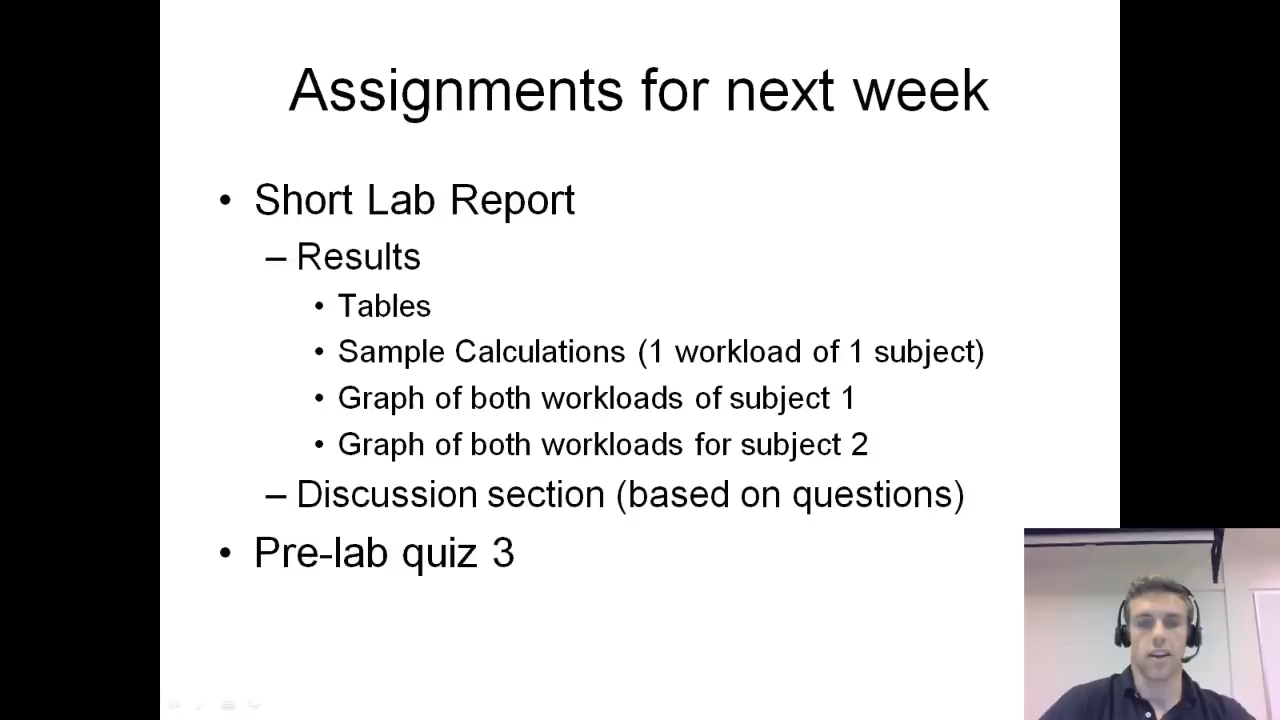 Assignments for next week
• Short Lab Report
– Results
• Tables
• Sample Calculations (1 workload of 1 subject)
• Graph of both workloads of subject 1
• Graph of both workloads for subject 2
– Discussion section (based on questions)
• Pre-lab quiz 3